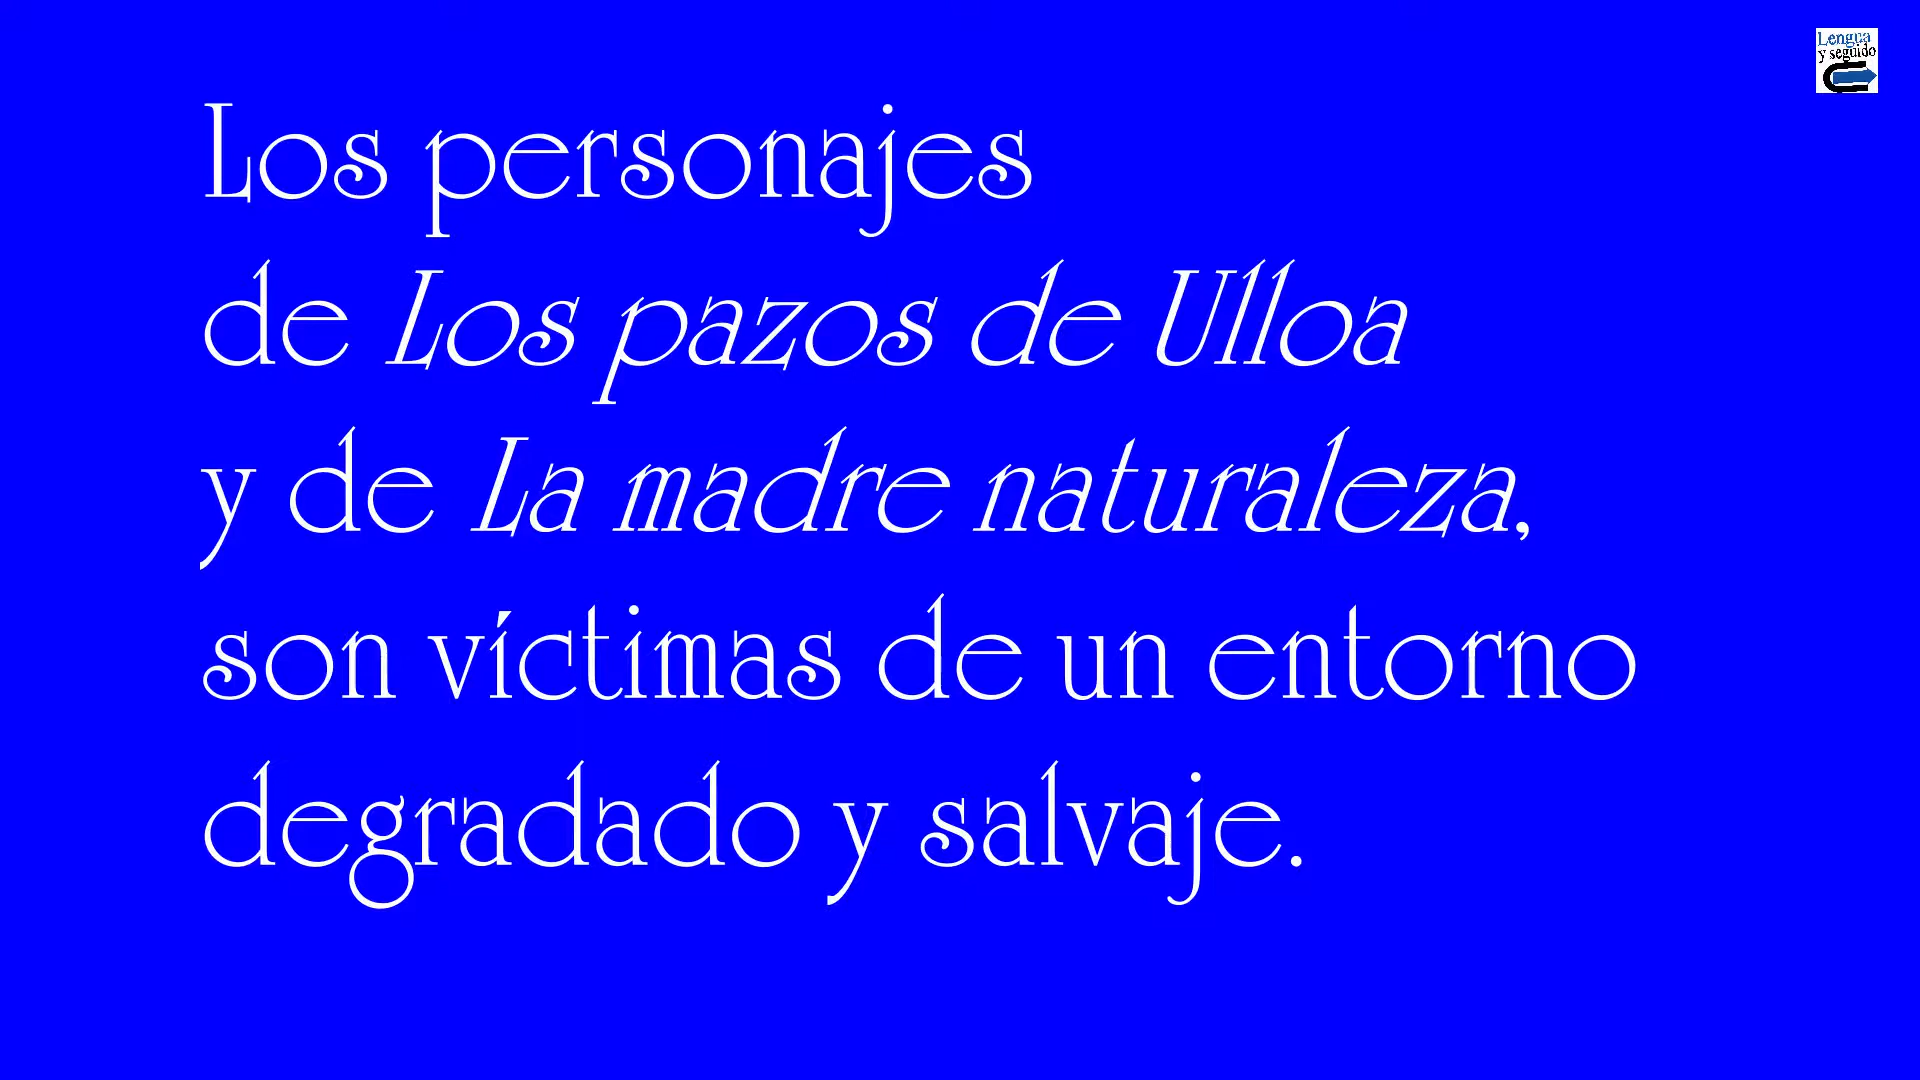 Lengua
y seguido
Los personajes
de Los pazos de Ulloa
y de La madre naturaleza,
son víctimas de un entorno
degradado y salvaje.